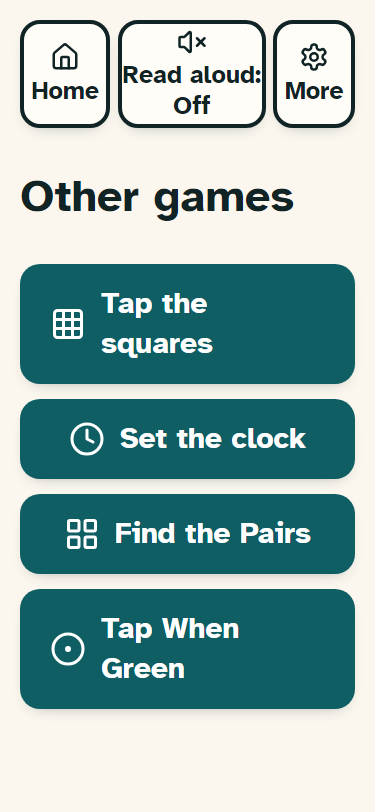 Home
Read aloud:
Off
More
Other games
Tap the
squares
Set the clock
Find the Pairs
Tap When
Green